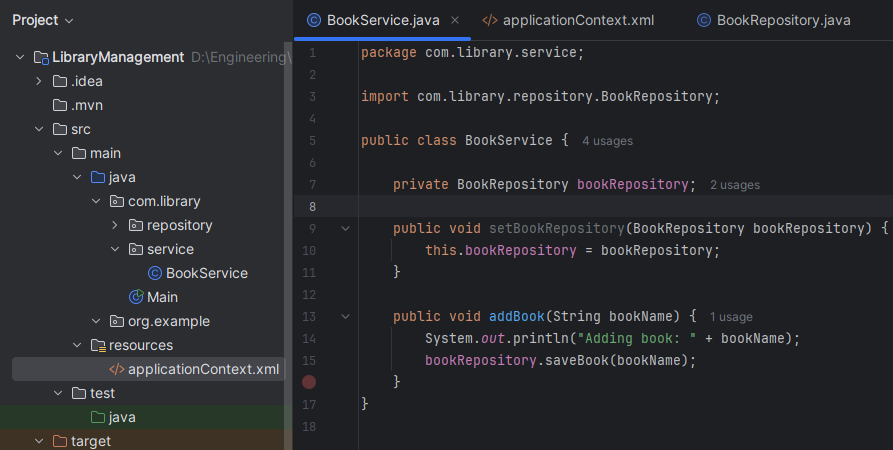 Project
LibraryManagement D:\Engineering\
.idea
.mvn
src
main
java
com.library
repository
service
BookService
Main
org.example
resources
applicationContext.xml
test
java
target
BookService.java applicationContext.xml BookRepository.java
1 package com.library.service;
2
3 import com.library.repository.BookRepository;
4
5 public class BookService { 4 usages
6
7 private BookRepository bookRepository; 2 usages
8
9 public void setBookRepository(BookRepository bookRepository) {
10 this.bookRepository = bookRepository;
11 }
12
13 public void addBook(String bookName) { 1 usage
14 System.out.println("Adding book: " + bookName);
15 bookRepository.saveBook(bookName);
}
17 }
18